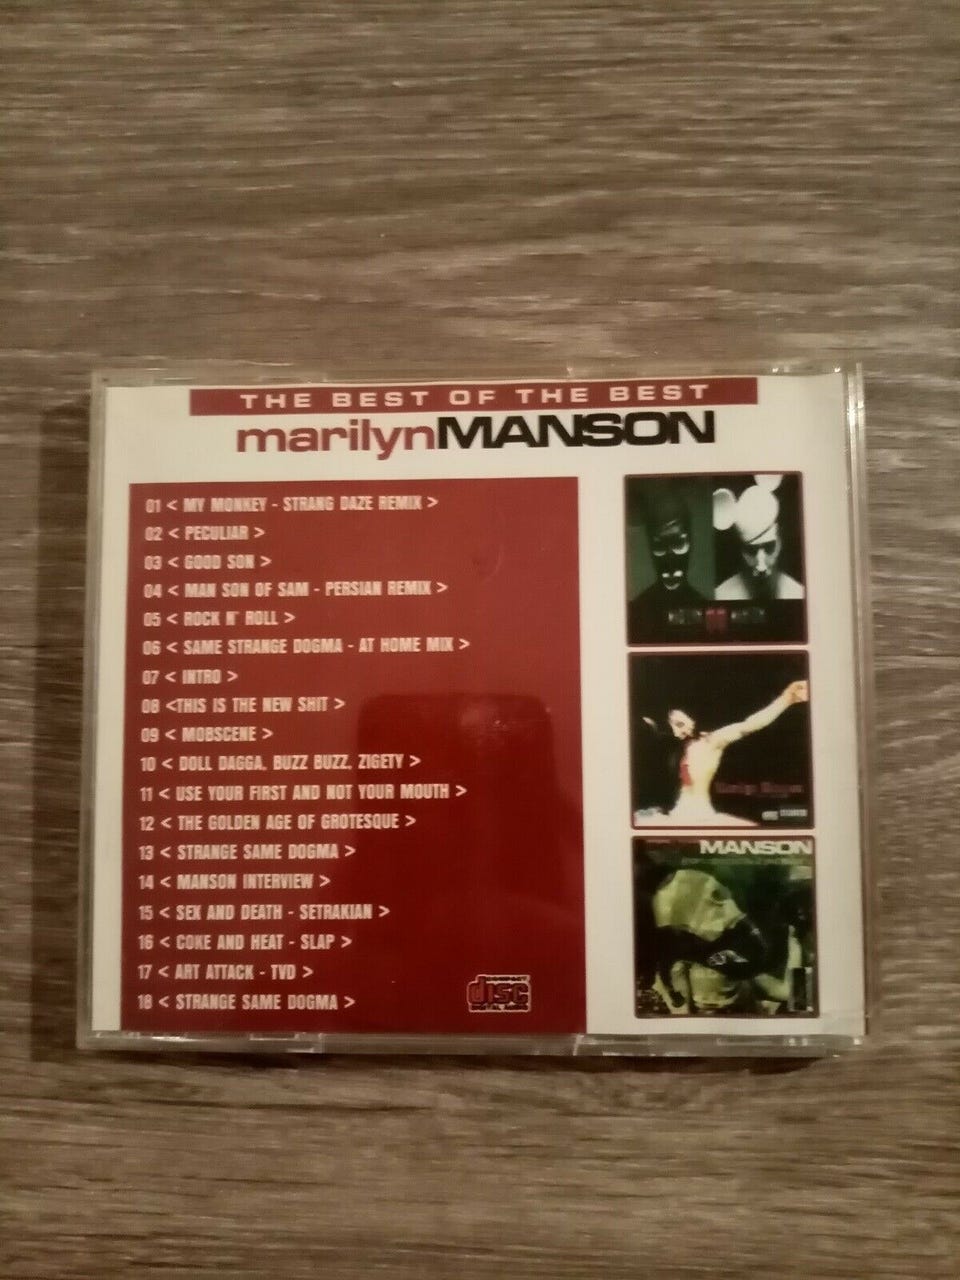 THE BEST OF THE BEST
marilynMANSON
01 < MY MONKEY - STRANG DAZE REMIX >
02 < PECULIAR >
03 < GOOD SON >
04 < MAN SON OF SAM - PERSIAN REMIX >
05 < ROCK N' ROLL >
06 < SAME STRANGE DOGMA - AT HOME MIX >
07 < INTRO >
08 <THIS IS THE NEW SHIT >
09 < MOBSCENE >
10 < DOLL DAGGA, BUZZ BUZZ, ZIGETY >
11 < USE YOUR FIRST AND NOT YOUR MOUTH >
12 < THE GOLDEN AGE OF GROTESQUE >
13 < STRANGE SAME DOGMA >
14 < MANSON INTERVIEW >
15 < SEX AND DEATH - SETRAKIAN >
16 < COKE AND HEAT - SLAP >
17 < ART ATTACK - TVD >
18 < STRANGE SAME DOGMA >
COMPACT
disc
DIGITAL AUDIO
MANSON